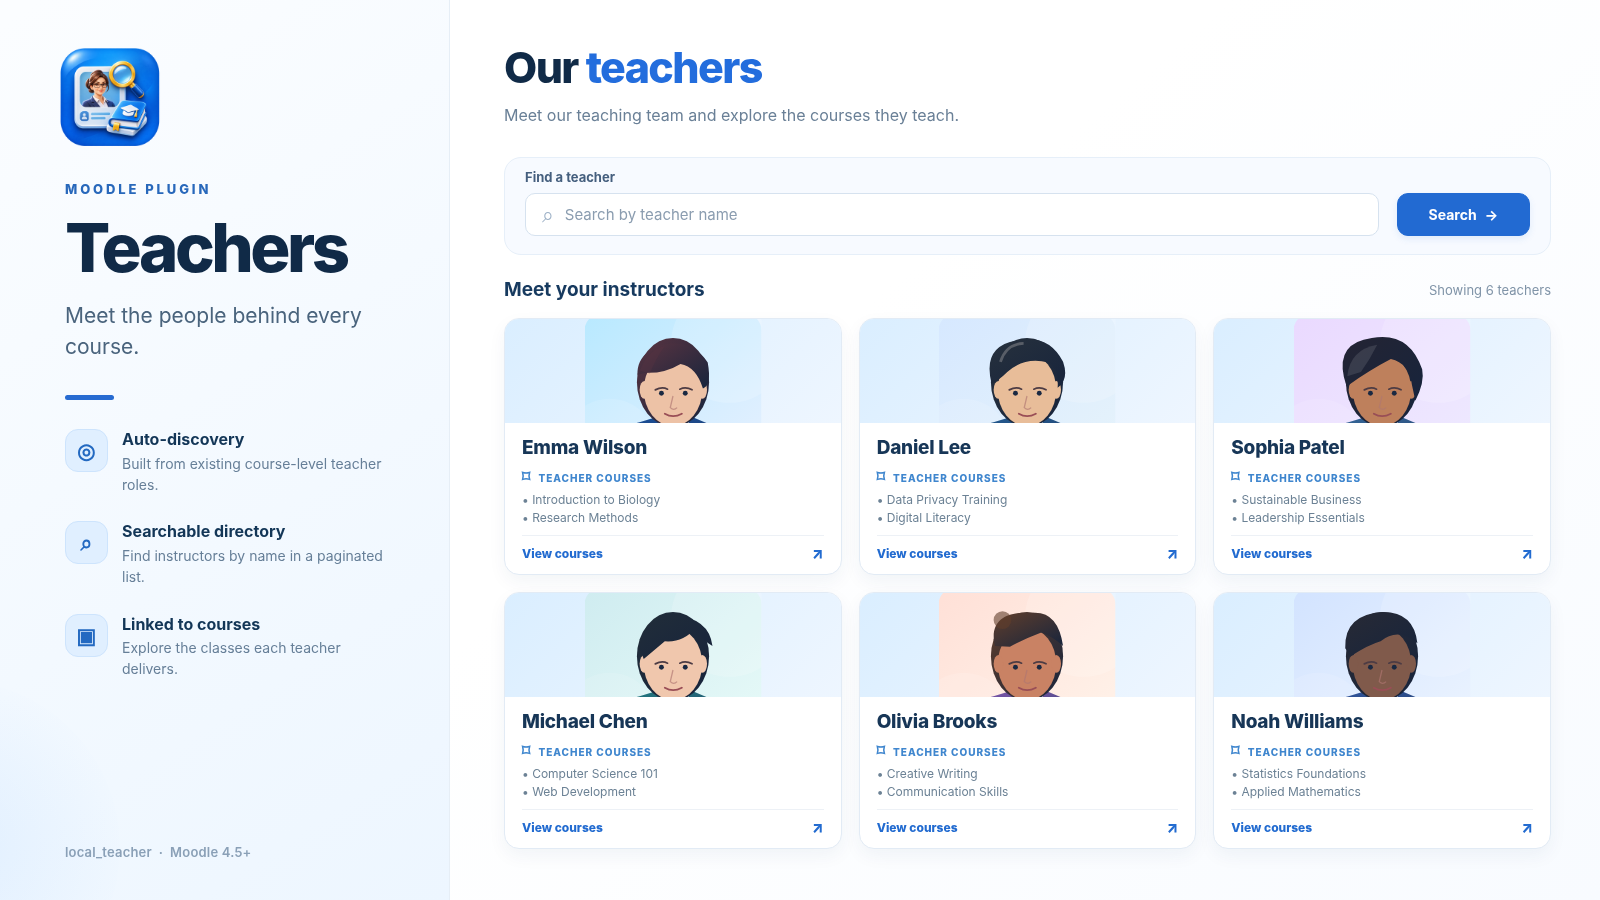 MOODLE PLUGIN
Teachers
Meet the people behind every
course.
Auto-discovery
Built from existing course-level teacher
roles.
Searchable directory
Find instructors by name in a paginated
list.
Linked to courses
Explore the classes each teacher
delivers.
local_teacher · Moodle 4.5+
Our teachers
Meet our teaching team and explore the courses they teach.
Find a teacher
Search by teacher name
Search →
Meet your instructors
Showing 6 teachers
Emma Wilson
TEACHER COURSES
• Introduction to Biology
• Research Methods
View courses
Daniel Lee
TEACHER COURSES
• Data Privacy Training
• Digital Literacy
View courses
Sophia Patel
TEACHER COURSES
• Sustainable Business
• Leadership Essentials
View courses
Michael Chen
TEACHER COURSES
• Computer Science 101
• Web Development
View courses
Olivia Brooks
TEACHER COURSES
• Creative Writing
• Communication Skills
View courses
Noah Williams
TEACHER COURSES
• Statistics Foundations
• Applied Mathematics
View courses